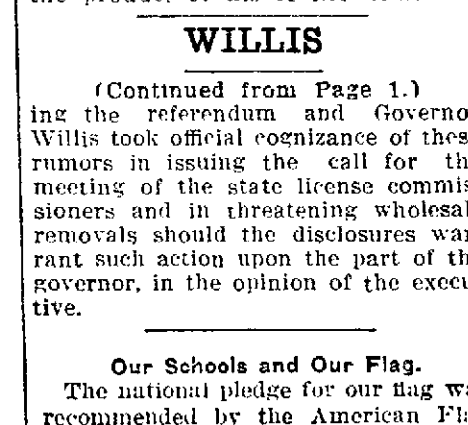 WILLIS
(Continued from Page 1.)
ing the referendum and Governo
Willis took official cognizance of thes
rumors in issuing the call for th
meeting of the state license commis
sioners and in threatening wholesal
removals should the disclosures war
rant such action upon the part of th
governor, in the opinion of the execu
tive.
Our Schools and Our Flag.
The national pledge for our flag wa
recommended by the American Fla